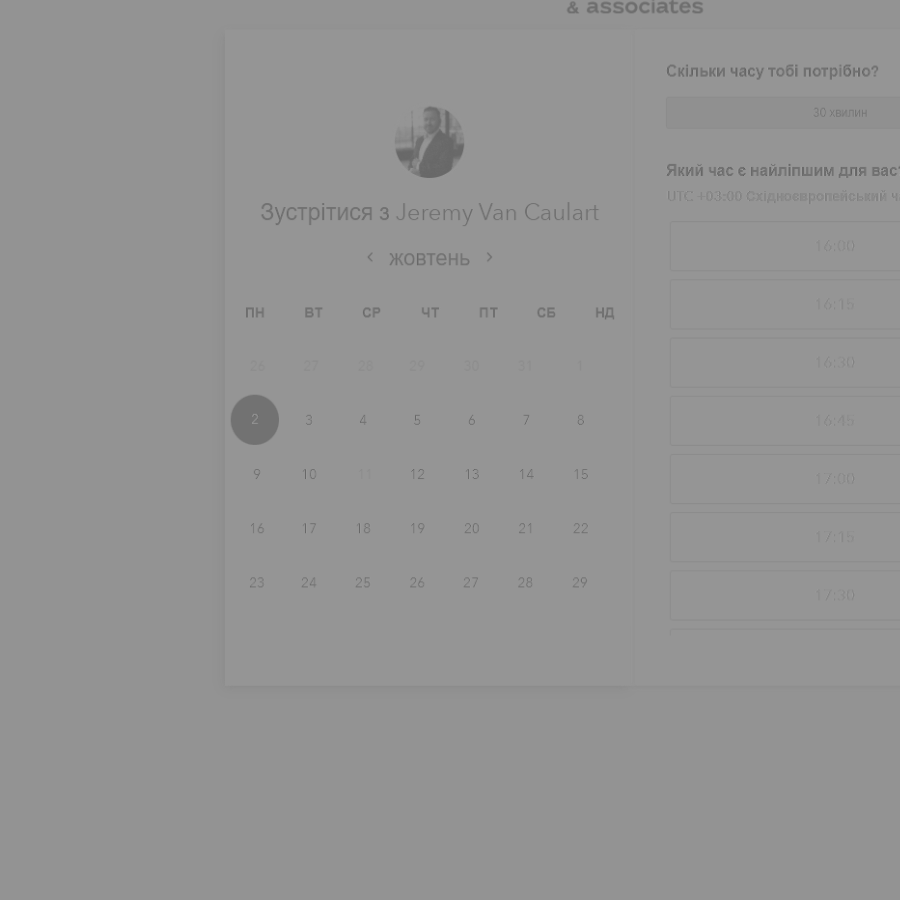 & associates
Зустрітися з Jeremy Van Caulart
‹ жовтень ›
ПН ВТ СР ЧТ ПТ СБ НД
26 27 28 29 30 31 1
2 3 4 5 6 7 8
9 10 11 12 13 14 15
16 17 18 19 20 21 22
23 24 25 26 27 28 29
Скільки часу тобі потрібно?
30 хвилин
Який час є найліпшим для вас
UTC +03:00 Східноєвропейський
16:00
16:15
16:30
16:45
17:00
17:15
17:30